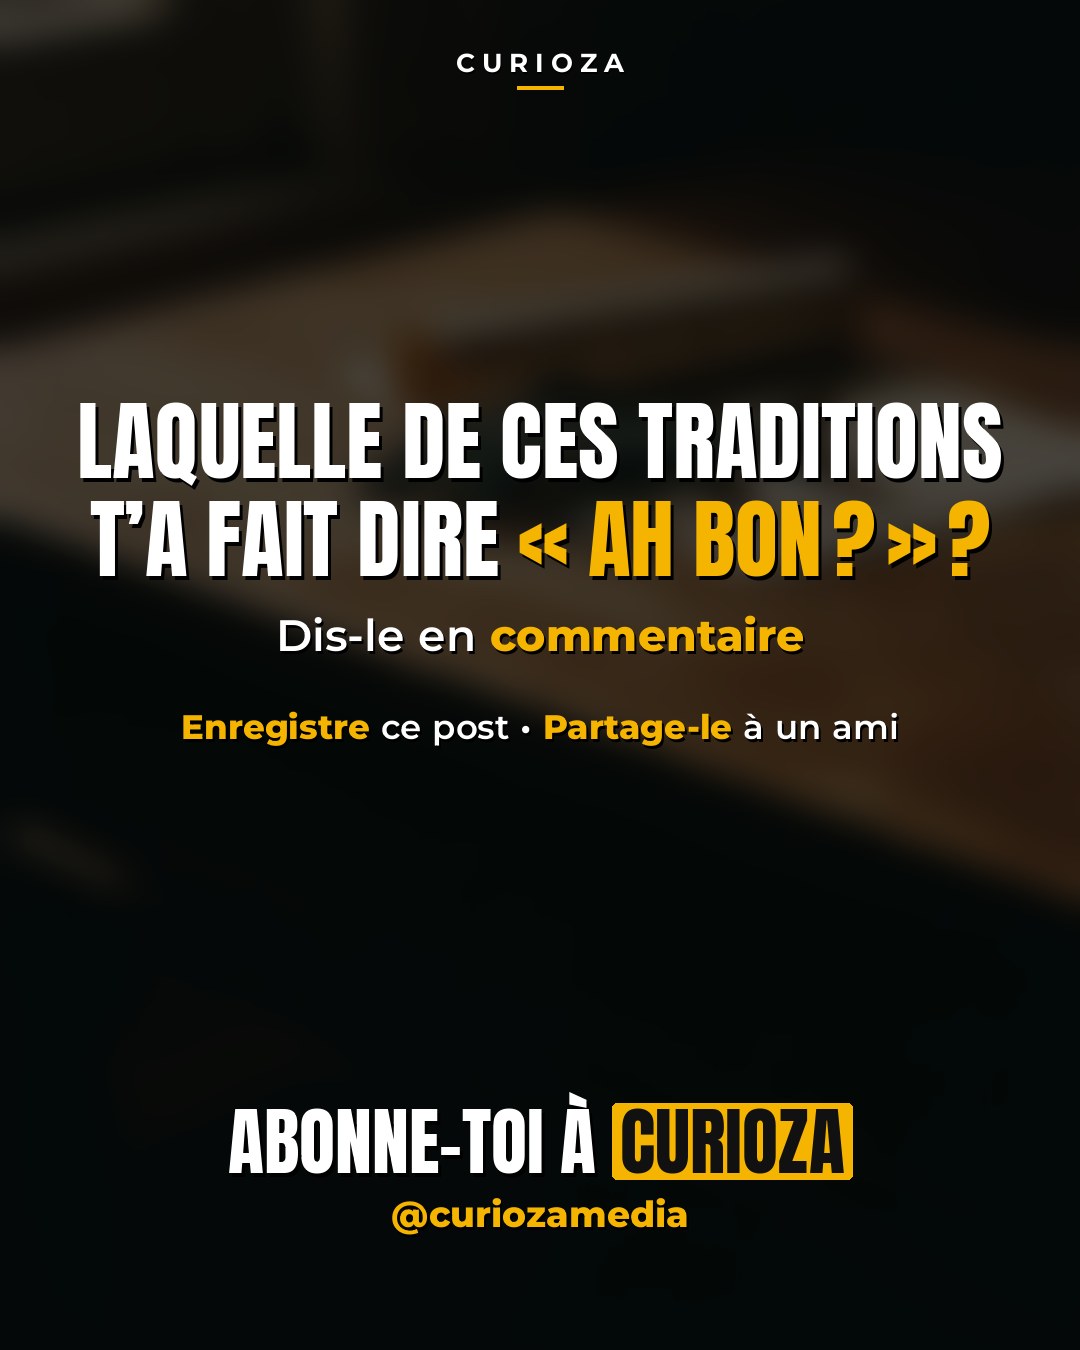 CURIOZA
LAQUELLE DE CES TRADITIONS
T’A FAIT DIRE « AH BON ? » ?
Dis-le en commentaire
Enregistre ce post • Partage-le à un ami
ABONNE-TOI À CURIOZA
@curiozamedia